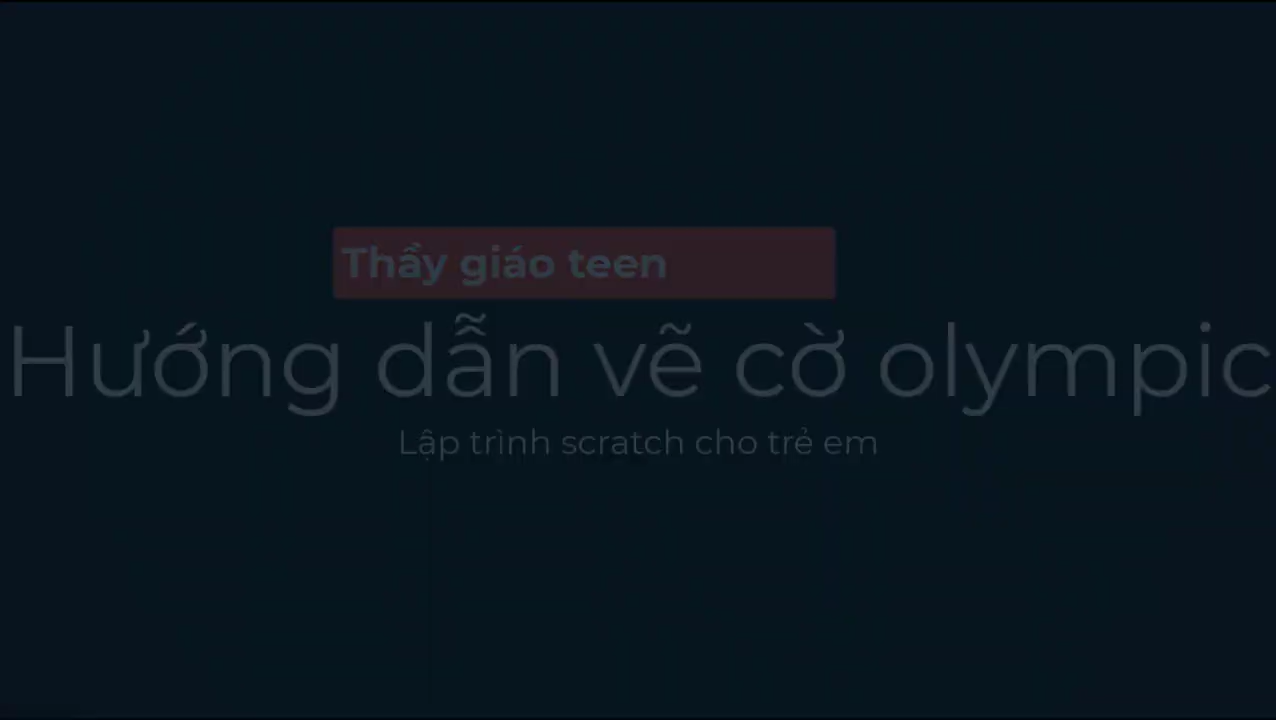 Thầy giáo teen
Hướng dẫn vẽ cờ olympic
Lập trình scratch cho trẻ em